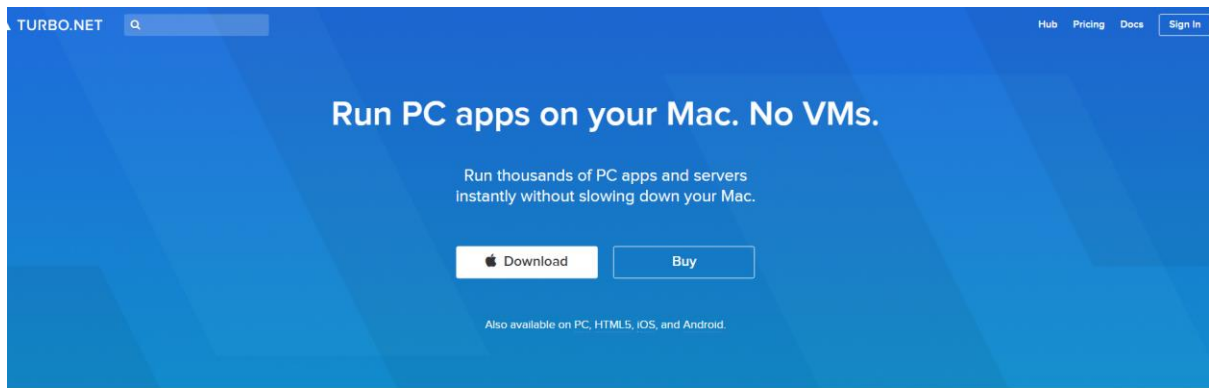 TURBO.NET
Hub Pricing Docs Sign In
Run PC apps on your Mac. No VMs.
Run thousands of PC apps and servers
instantly without slowing down your Mac.
Download Buy
Also available on PC, HTML5, iOS, and Android.